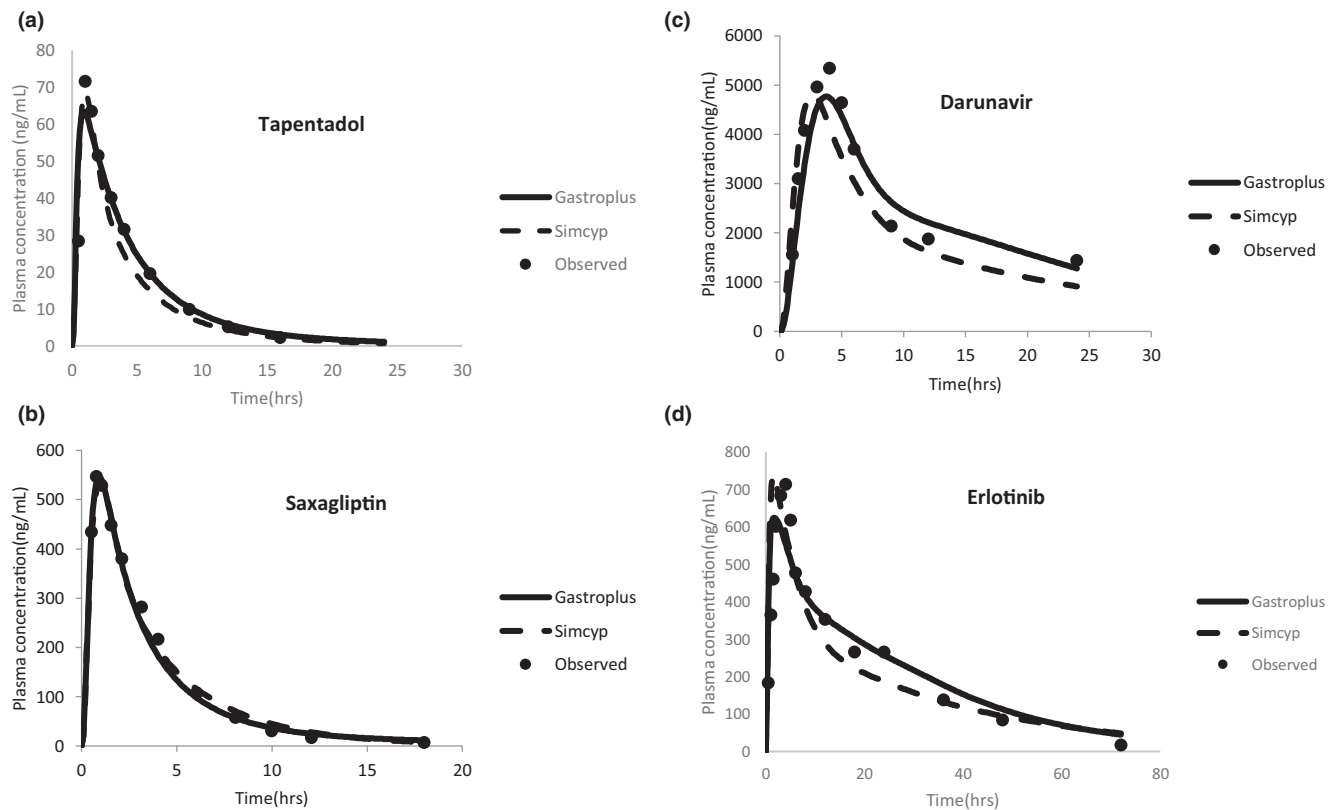 (a)
80
70
60
50
40
30
20
10
0
Plasma concentration (ng/mL)
Tapentadol
Gastroplus
Simcyp
Observed
0 5 10 15 20 25 30
Time(hrs)
(b)
600
500
400
300
200
100
0
Plasma concentration(ng/mL)
Saxagliptin
Gastroplus
Simcyp
Observed
0 5 10 15 20
Time(hrs)
(c)
6000
5000
4000
3000
2000
1000
0
Plasma concentration(ng/mL)
Darunavir
Gastroplus
Simcyp
Observed
0 5 10 15 20 25 30
Time(hrs)
(d)
800
700
600
500
400
300
200
100
0
Plasma concentration(ng/mL)
Erlotinib
Gastroplus
Simcyp
Observed
0 20 40 60 80
Time(hrs)